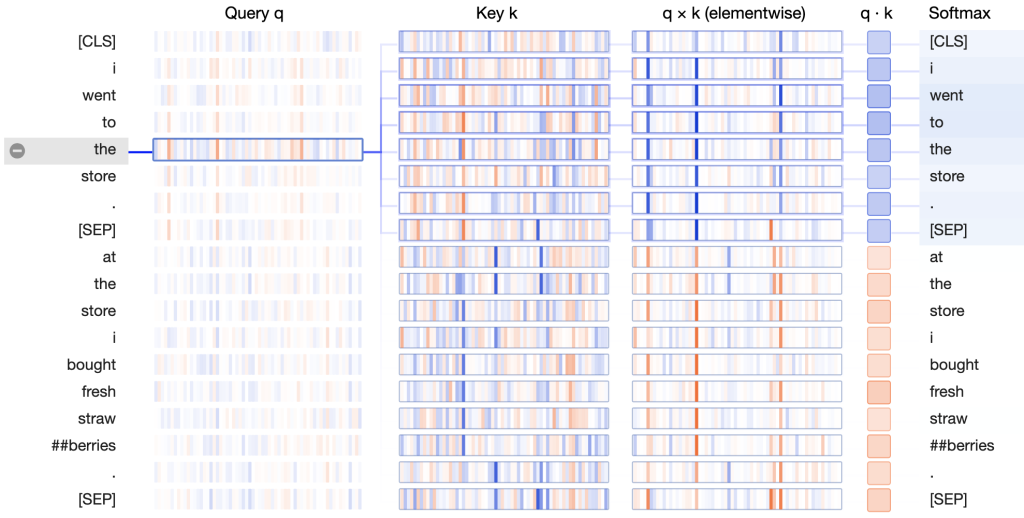 Query q Key k q × k (elementwise) q · k Softmax
[CLS] [CLS]
i i
went went
to to
the the
store store
. .
[SEP] [SEP]
at at
the the
store store
i i
bought bought
fresh fresh
straw straw
##berries ##berries
. .
[SEP] [SEP]